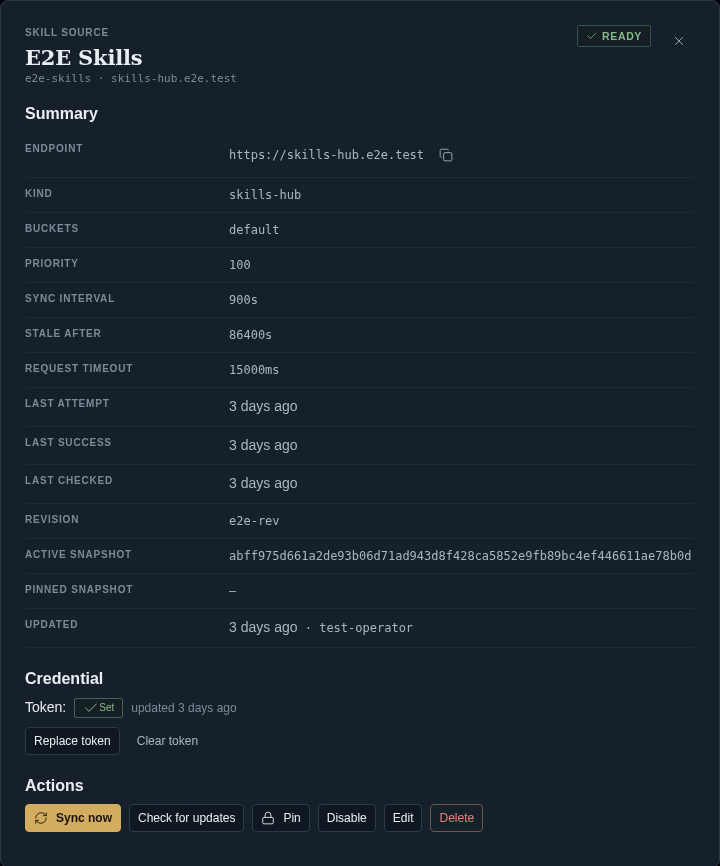 SKILL SOURCE
READY
E2E Skills
e2e-skills · skills-hub.e2e.test
Summary
ENDPOINT https://skills-hub.e2e.test
KIND skills-hub
BUCKETS default
PRIORITY 100
SYNC INTERVAL 900s
STALE AFTER 86400s
REQUEST TIMEOUT 15000ms
LAST ATTEMPT 3 days ago
LAST SUCCESS 3 days ago
LAST CHECKED 3 days ago
REVISION e2e-rev
ACTIVE SNAPSHOT abff975d661a2de93b06d71ad943d8f428ca5852e9fb89bc4ef446611ae78b0d
PINNED SNAPSHOT —
UPDATED 3 days ago · test-operator
Credential
Token: Set updated 3 days ago
Replace token Clear token
Actions
Sync now Check for updates Pin Disable Edit Delete